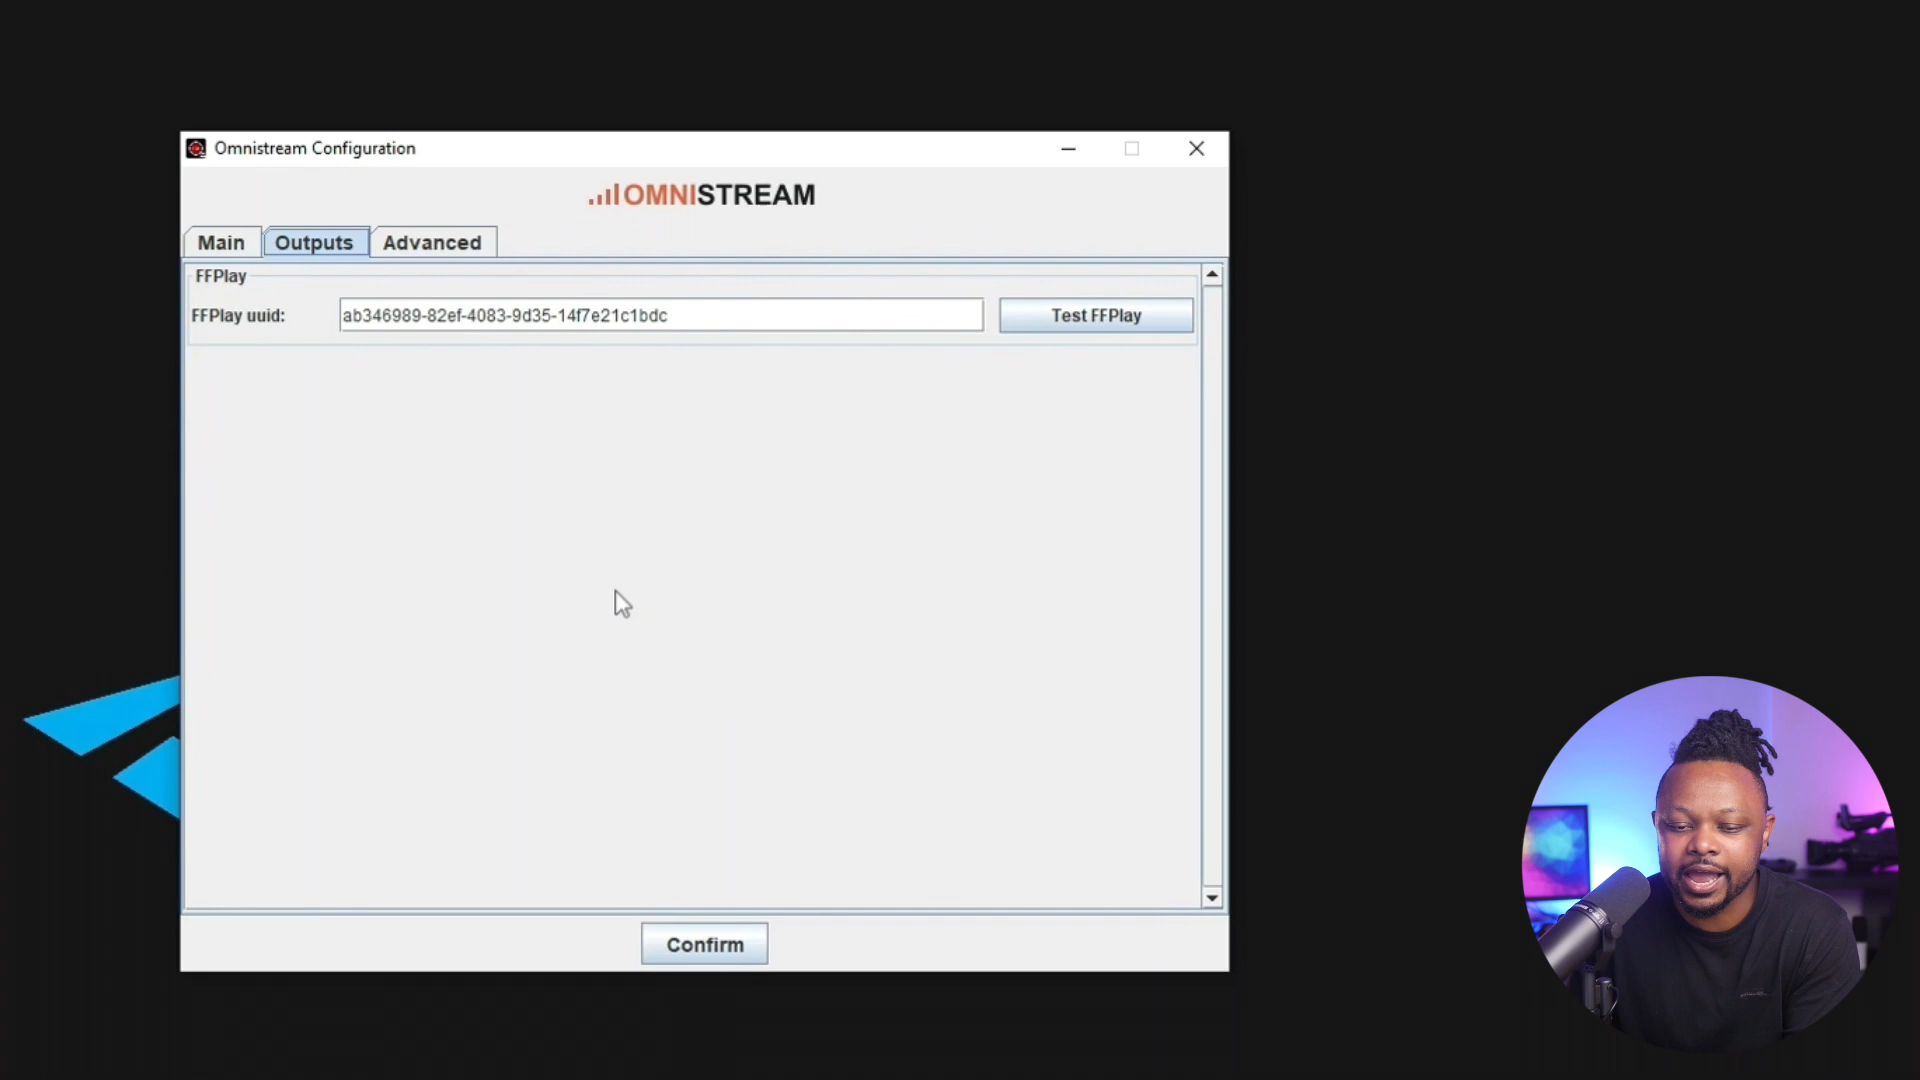 Omnistream Configuration
OMNISTREAM
Main
Outputs
Advanced
FFPlay
FFPlay uuid:
ab346989-82ef-4083-9d35-14f7e21c1bdc
Test FFPlay
Confirm